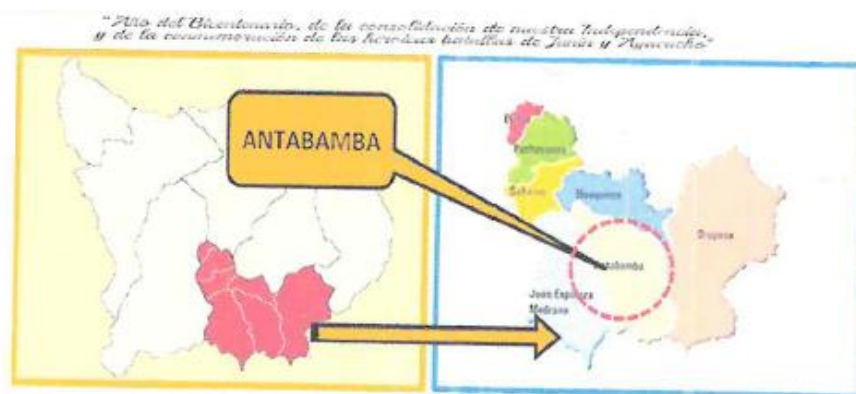 "Año del Bicentenario, de la consolidación de nuestra Independencia,
y de la conmemoración de las heroicas batallas de Junín y Ayacucho"
ANTABAMBA
Pachaconas
Sabaino
Huaquirca
Oropesa
Antabamba
Juan Espinoza
Medrano